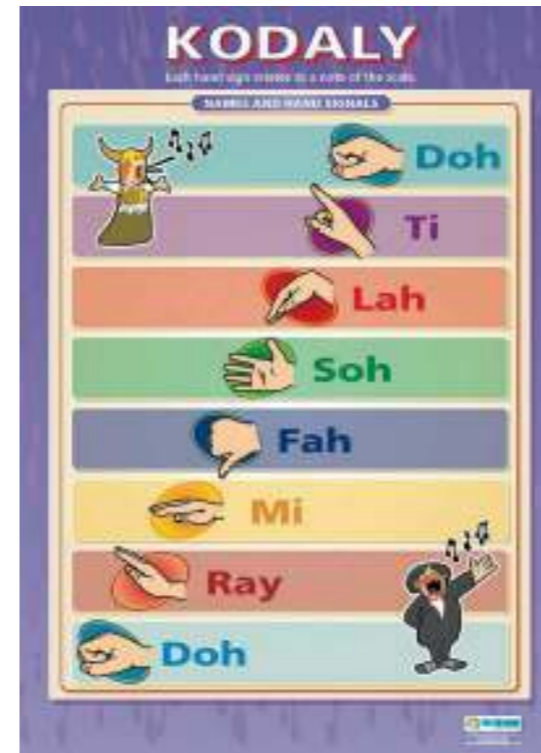 KODALY
Each hand sign relates to a note of the scale.
NAMES AND HAND SIGNALS
Doh
Ti
Lah
Soh
Fah
Mi
Ray
Doh